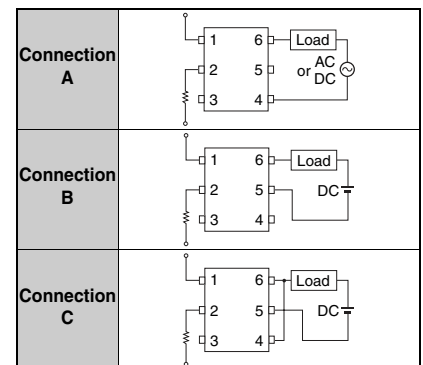 Connection
A
1 6 Load
2 5 or AC
DC
3 4
Connection
B
1 6 Load
2 5 DC
3 4
Connection
C
1 6 Load
2 5 DC
3 4